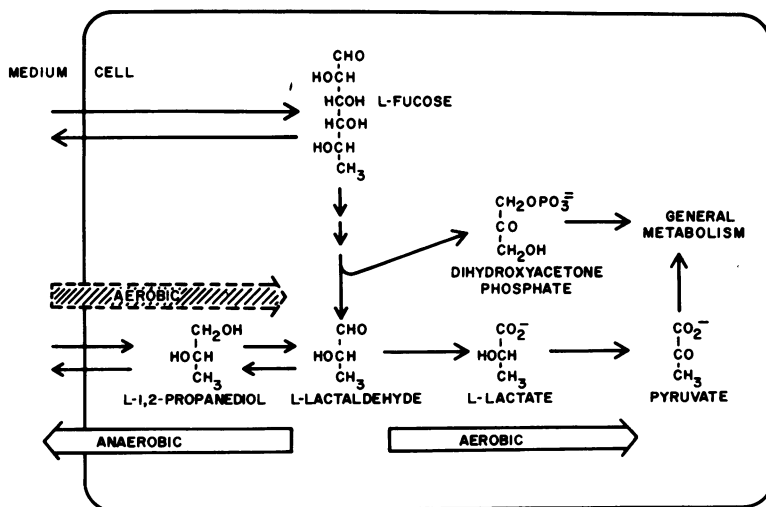 MEDIUM CELL
CHO
HOCH
HCOH L-FUCOSE
HCOH
HOCH
CH3
CH2OPO3=
CO
CH2OH
DIHYDROXYACETONE
PHOSPHATE
GENERAL
METABOLISM
AEROBIC
CH2OH
HOCH
CH3
L-1,2-PROPANEDIOL
CHO
HOCH
CH3
L-LACTALDEHYDE
CO2-
HOCH
CH3
L-LACTATE
CO2-
CO
CH3
PYRUVATE
ANAEROBIC
AEROBIC